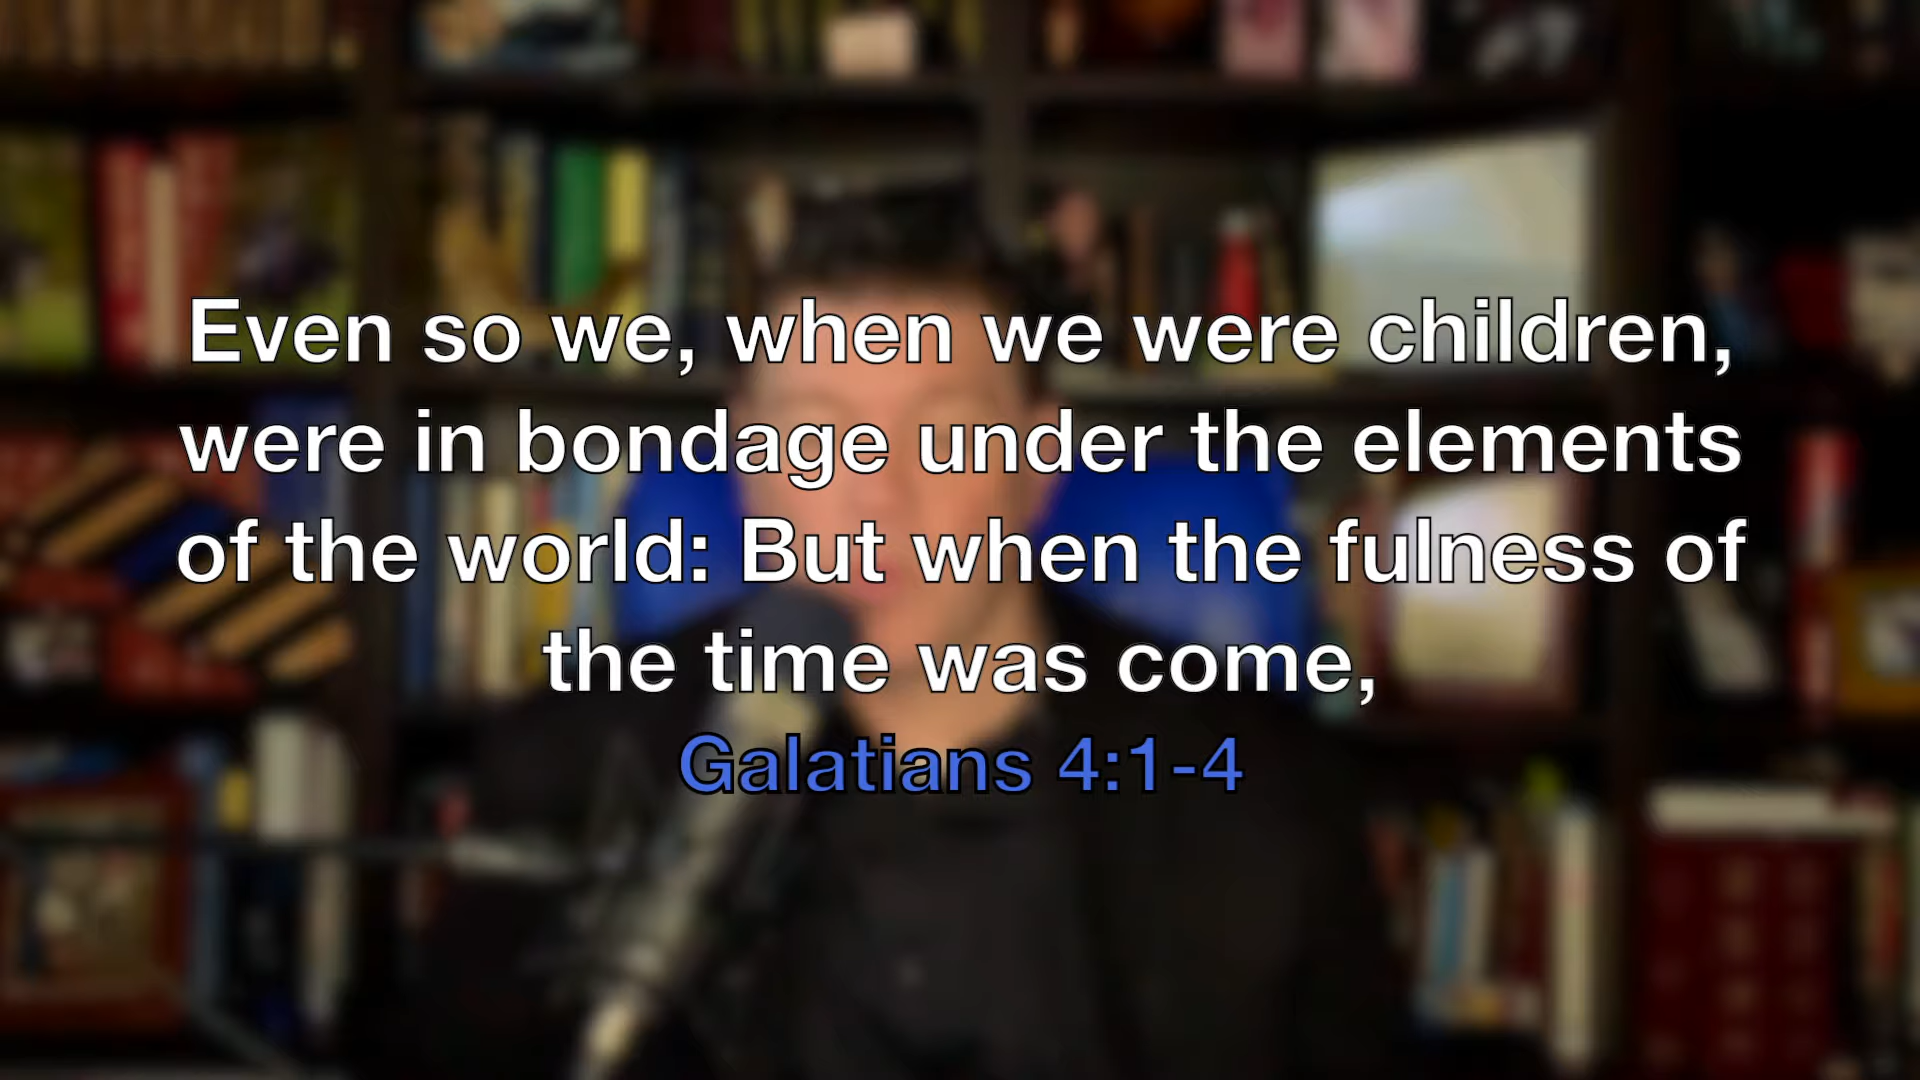 Even so we, when we were children,
were in bondage under the elements
of the world: But when the fulness of
the time was come,
Galatians 4:1-4